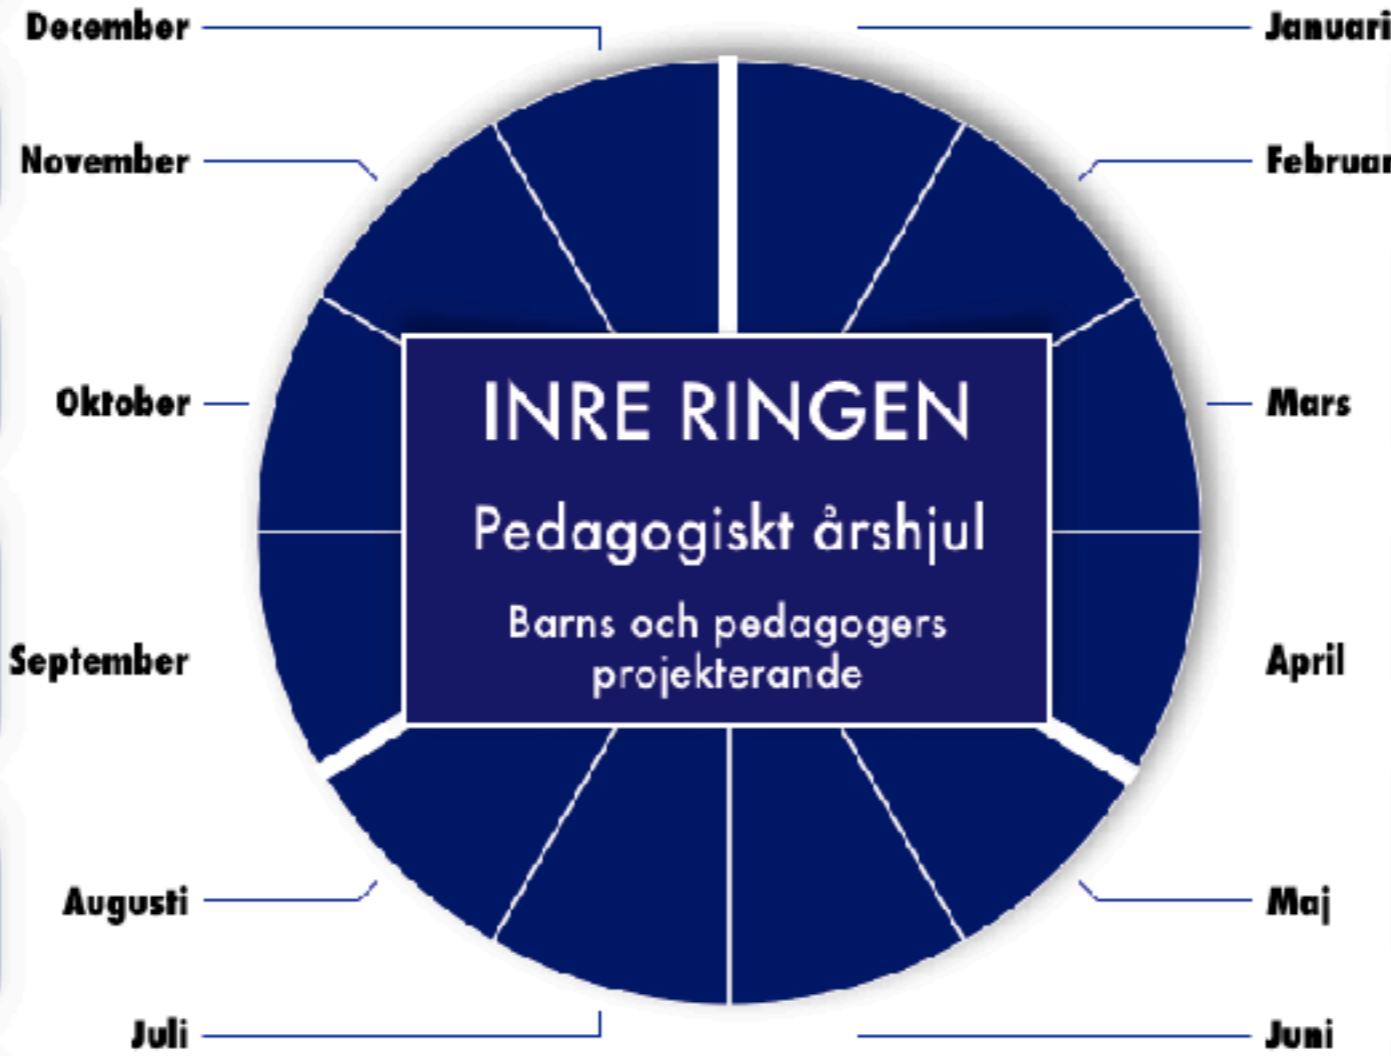 December
Januari
November
Februar
Oktober
Mars
INRE RINGEN
Pedagogiskt årshjul
Barns och pedagogers
projekterande
September
April
Augusti
Maj
Juli
Juni